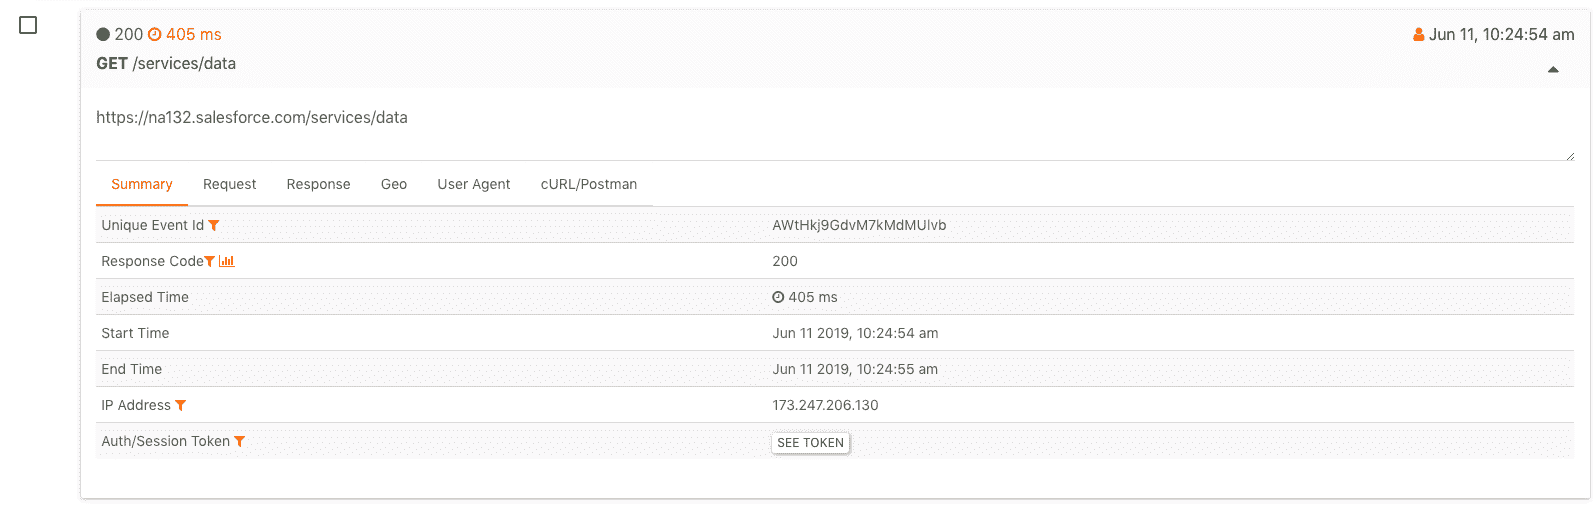 200 405 ms Jun 11, 10:24:54 am
GET /services/data
https://na132.salesforce.com/services/data
Summary Request Response Geo User Agent cURL/Postman
Unique Event Id AWtHkj9GdvM7kMdMUlvb
Response Code 200
Elapsed Time 405 ms
Start Time Jun 11 2019, 10:24:54 am
End Time Jun 11 2019, 10:24:55 am
IP Address 173.247.206.130
Auth/Session Token SEE TOKEN